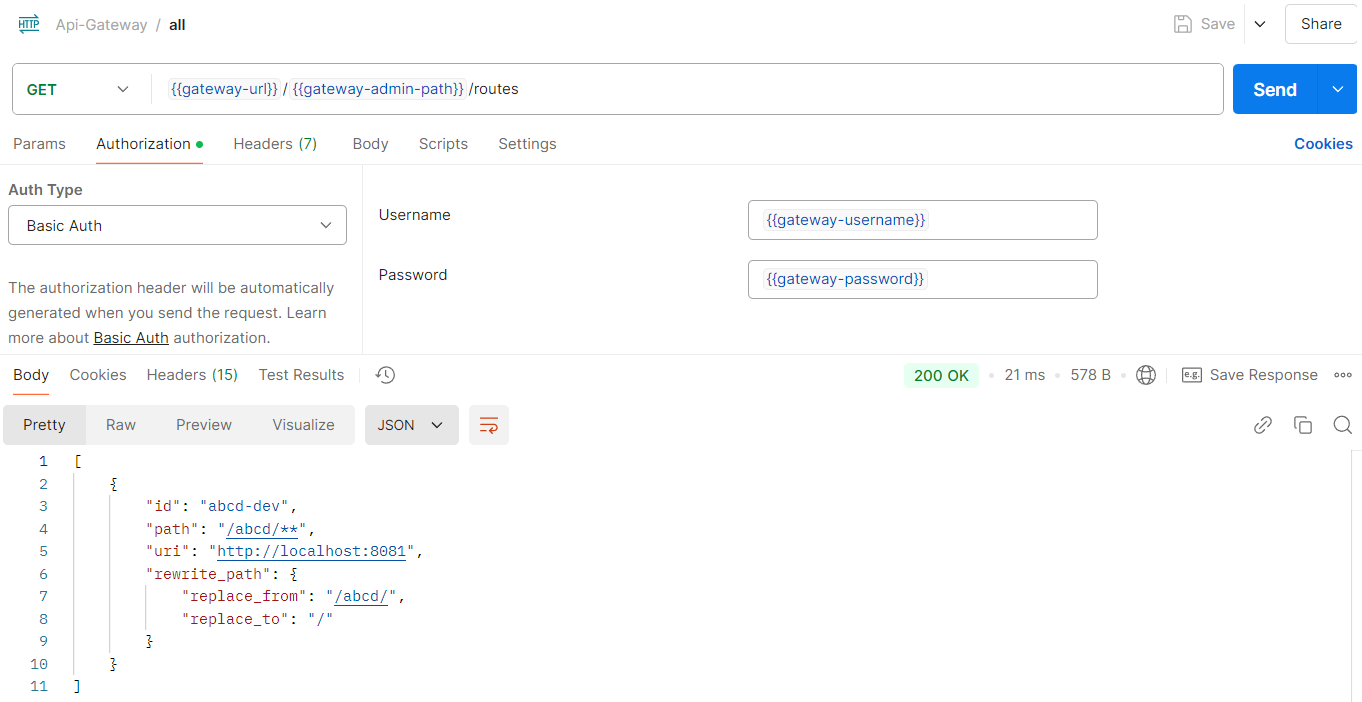 HTTP Api-Gateway / all Save Share
GET {{gateway-url}} / {{gateway-admin-path}} /routes Send
Params Authorization Headers (7) Body Scripts Settings Cookies
Auth Type
Basic Auth
The authorization header will be automatically
generated when you send the request. Learn
more about Basic Auth authorization.
Username {{gateway-username}}
Password {{gateway-password}}
Body Cookies Headers (15) Test Results 200 OK 21 ms 578 B e.g. Save Response
Pretty Raw Preview Visualize JSON
1 [
2 {
3 "id": "abcd-dev",
4 "path": "/abcd/**",
5 "uri": "http://localhost:8081",
6 "rewrite_path": {
7 "replace_from": "/abcd/",
8 "replace_to": "/"
9 }
10 }
11 ]